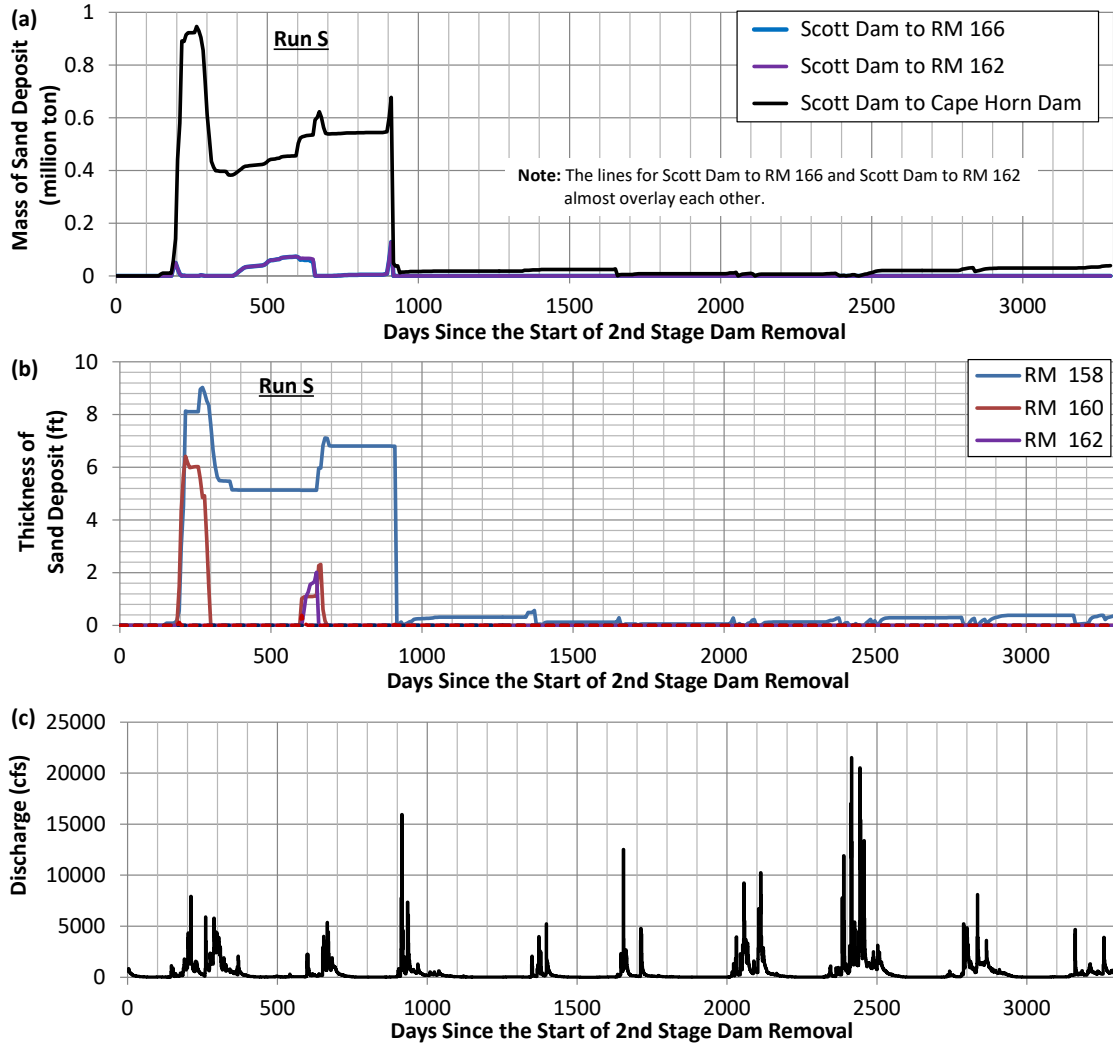 (a)
Run S
Scott Dam to RM 166
Scott Dam to RM 162
Scott Dam to Cape Horn Dam
Note: The lines for Scott Dam to RM 166 and Scott Dam to RM 162
almost overlay each other.
Mass of Sand Deposit
(million ton)
1
0.8
0.6
0.4
0.2
0
0 500 1000 1500 2000 2500 3000
Days Since the Start of 2nd Stage Dam Removal
(b)
Run S
RM 158
RM 160
RM 162
Thickness of
Sand Deposit (ft)
10
8
6
4
2
0
0 500 1000 1500 2000 2500 3000
Days Since the Start of 2nd Stage Dam Removal
(c)
Discharge (cfs)
25000
20000
15000
10000
5000
0
0 500 1000 1500 2000 2500 3000
Days Since the Start of 2nd Stage Dam Removal